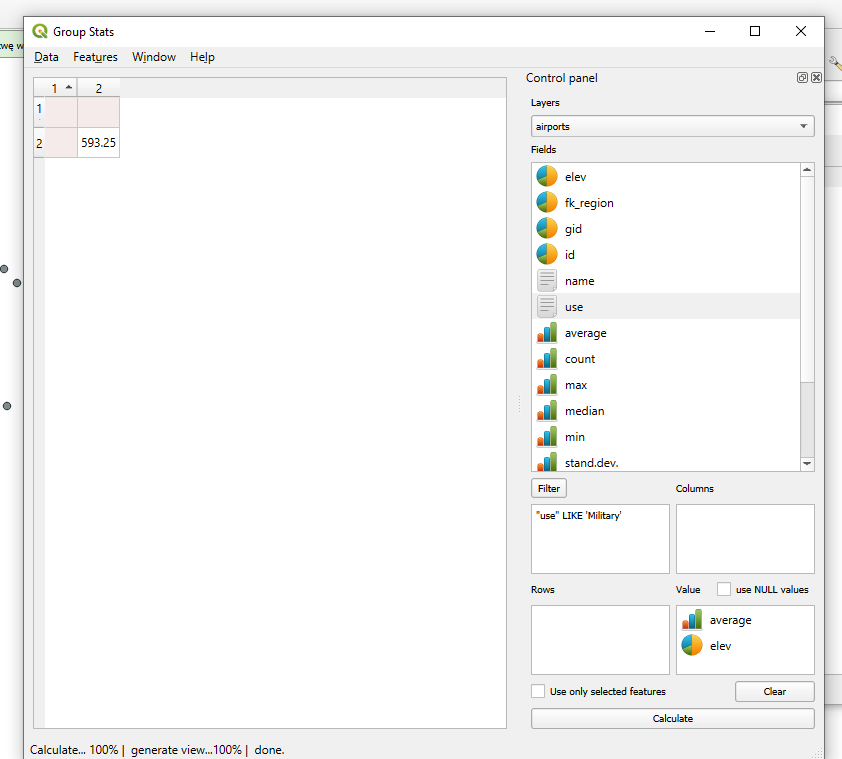 Group Stats
twę w
Data Features Window Help
1 2
1
2 593.25
Control panel
Layers
airports
Fields
elev
fk_region
gid
id
name
use
average
count
max
median
min
stand.dev.
Filter Columns
"use" LIKE 'Military'
Rows Value use NULL values
average
elev
Use only selected features Clear
Calculate
Calculate... 100% | generate view...100% | done.